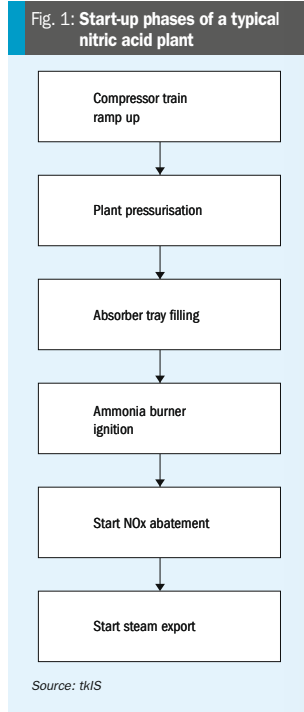 Fig. 1: Start-up phases of a typical
nitric acid plant
Compressor train
ramp up
Plant pressurisation
Absorber tray filling
Ammonia burner
ignition
Start NOx abatement
Start steam export
Source: tkIS